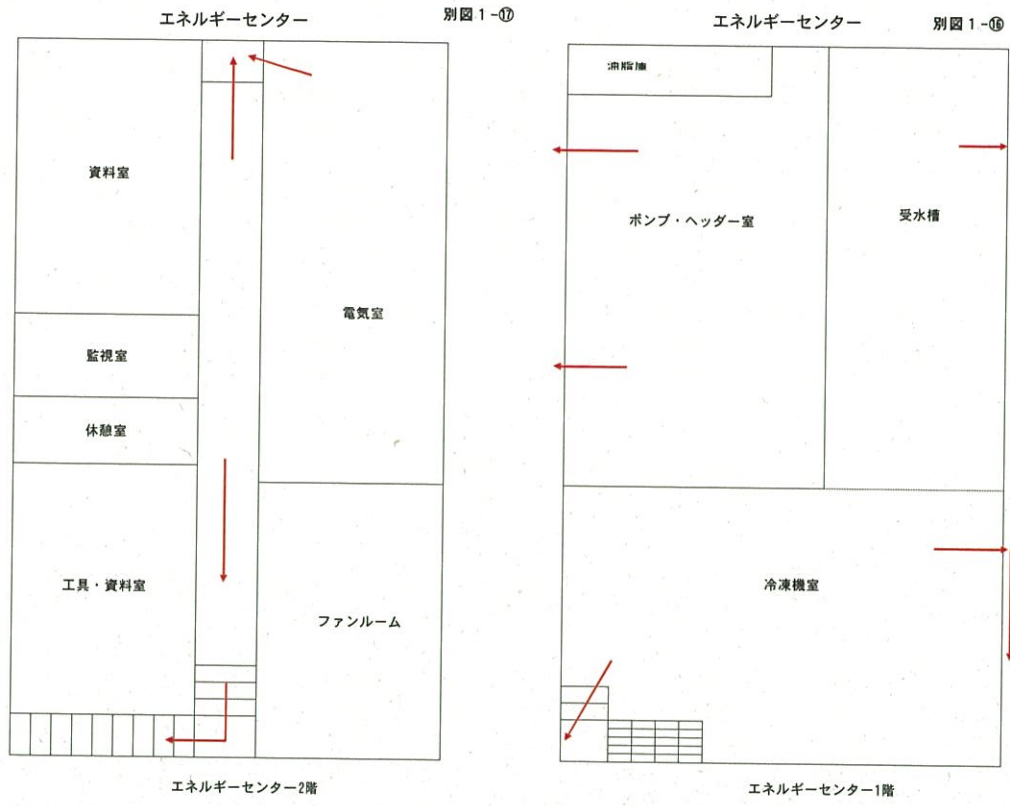 エネルギーセンター
別図1-⑰
資料室
電気室
監視室
休憩室
工具・資料室
ファンルーム
エネルギーセンター2階
エネルギーセンター
別図1-⑯
油脂庫
ポンプ・ヘッダー室
受水槽
冷凍機室
エネルギーセンター1階